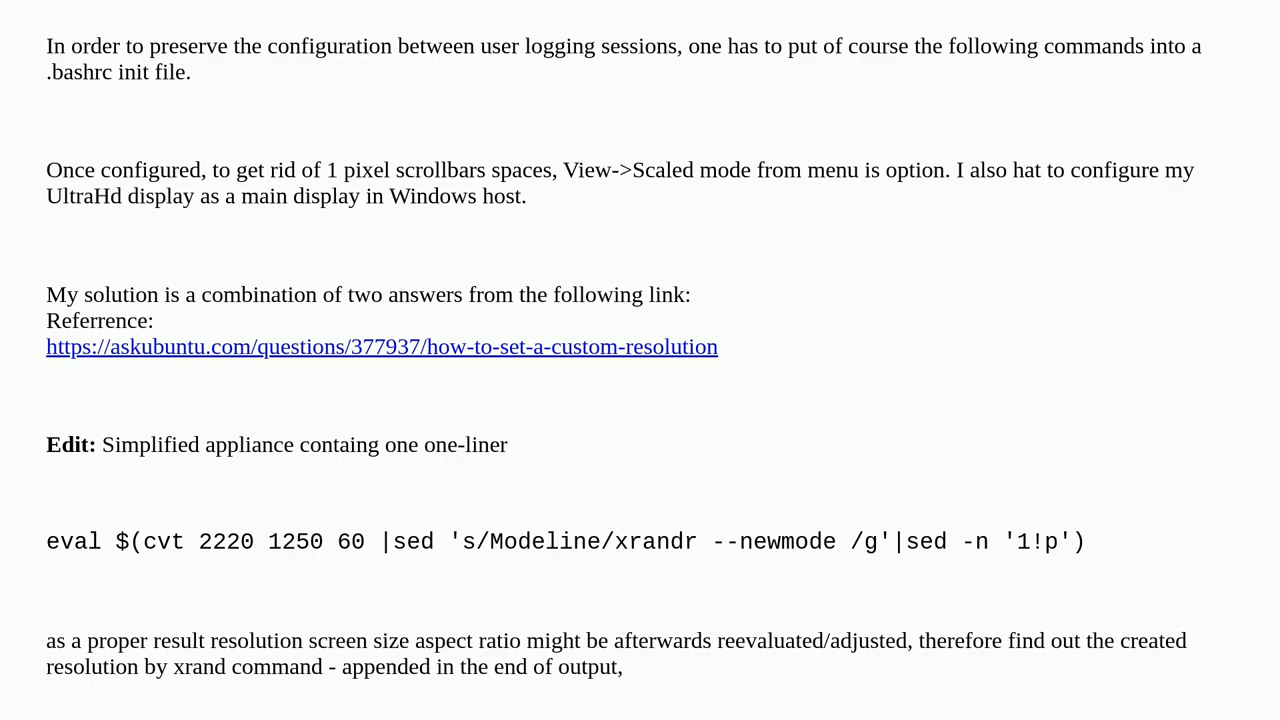 In order to preserve the configuration between user logging sessions, one has to put of course the following commands into a
.bashrc init file.
Once configured, to get rid of 1 pixel scrollbars spaces, View->Scaled mode from menu is option. I also hat to configure my
UltraHd display as a main display in Windows host.
My solution is a combination of two answers from the following link:
Referrence:
https://askubuntu.com/questions/377937/how-to-set-a-custom-resolution
Edit: Simplified appliance containg one one-liner
eval $(cvt 2220 1250 60 |sed 's/Modeline/xrandr --newmode /g'|sed -n '1!p')
as a proper result resolution screen size aspect ratio might be afterwards reevaluated/adjusted, therefore find out the created
resolution by xrand command - appended in the end of output,